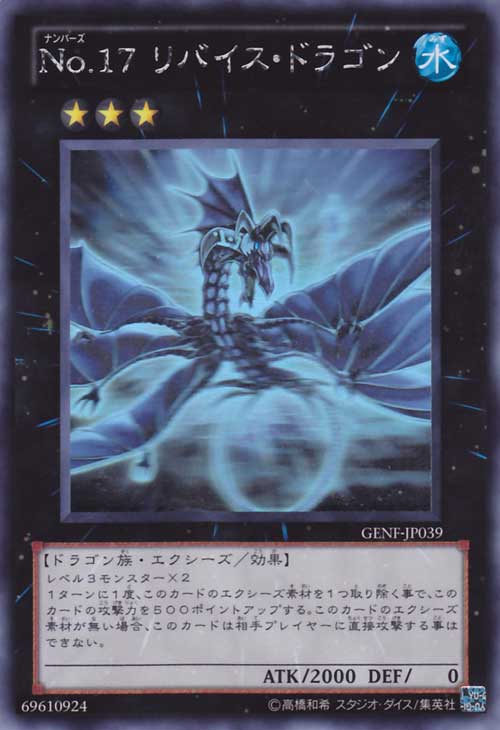 ナンバーズ
No.17 リバイス・ドラゴン
みず
水
GENF-JP039
【ドラゴン族・エクシーズ/効果】
レベル3モンスター×2
1ターンに1度、このカードのエクシーズ素材を1つ取り除く事で、この
カードの攻撃力を500ポイントアップする。このカードのエクシーズ
素材が無い場合、このカードは相手プレイヤーに直接攻撃する事は
できない。
ATK/2000 DEF/ 0
69610924
©高橋和希 スタジオ・ダイス/集英社